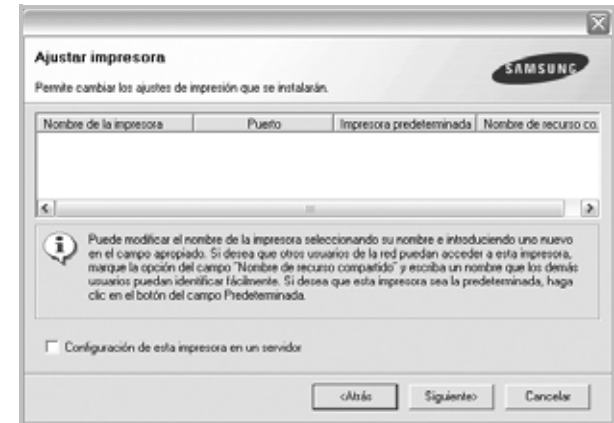 Ajustar impresora
SAMSUNG
Permite cambiar los ajustes de impresión que se instalarán.
Nombre de la impresora Puerto Impresora predeterminada Nombre de recurso co.
Puede modificar el nombre de la impresora seleccionando su nombre e introduciendo uno nuevo
en el campo apropiado. Si desea que otros usuarios de la red puedan acceder a esta impresora,
marque la opción del campo "Nombre de recurso compartido" y escriba un nombre que los demás
usuarios puedan identificar fácilmente. Si desea que esta impresora sea la predeterminada, haga
clic en el botón del campo Predeterminada.
Configuración de esta impresora en un servidor
<Atrás Siguiente> Cancelar